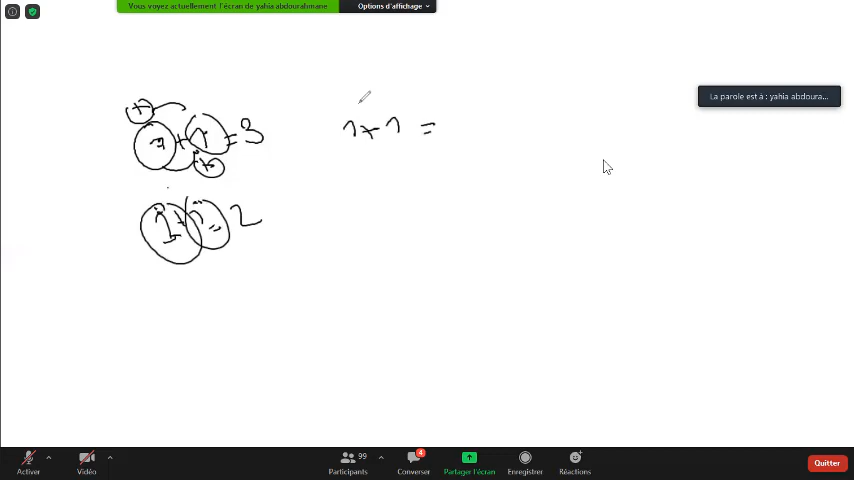 Vous voyez actuellement l'écran de yahia abdouralimane Options d'affichage
La parole est à : yahia abdoura...
+
1 + 1 = 3
+
1 + 1 =
1 + 1 = 2
Activer
Vidéo
99
Participants
4
Converser
Partager l'écran
Enregistrer
Réactions
Quitter